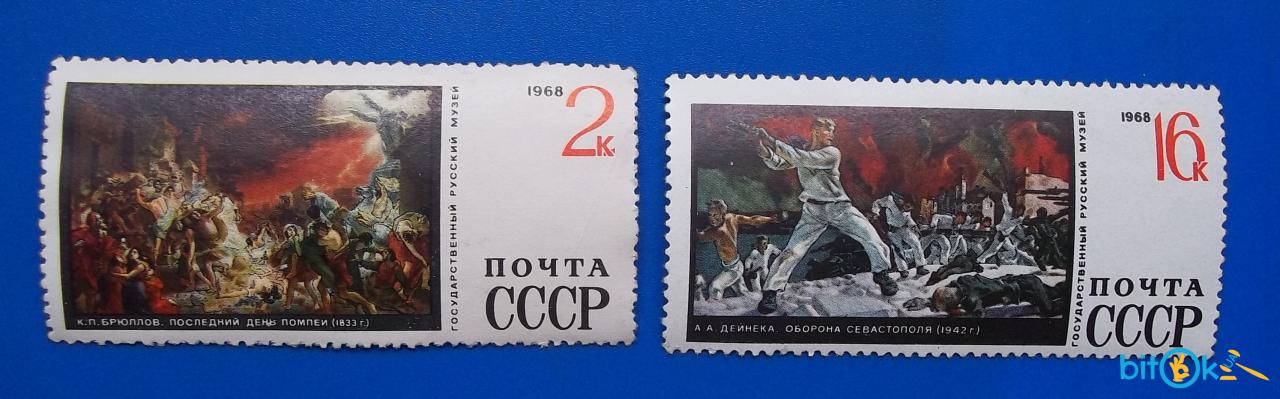 1968 2к
ГОСУДАРСТВЕННЫЙ РУССКИЙ МУЗЕЙ
ПОЧТА
СССР
К.П.БРЮЛЛОВ. ПОСЛЕДНИЙ ДЕНЬ ПОМПЕИ (1833 г.)
1968 16к
ГОСУДАРСТВЕННЫЙ РУССКИЙ МУЗЕЙ
ПОЧТА
СССР
А.А.ДЕЙНЕКА. ОБОРОНА СЕВАСТОПОЛЯ (1942 г.)
bitOk UA